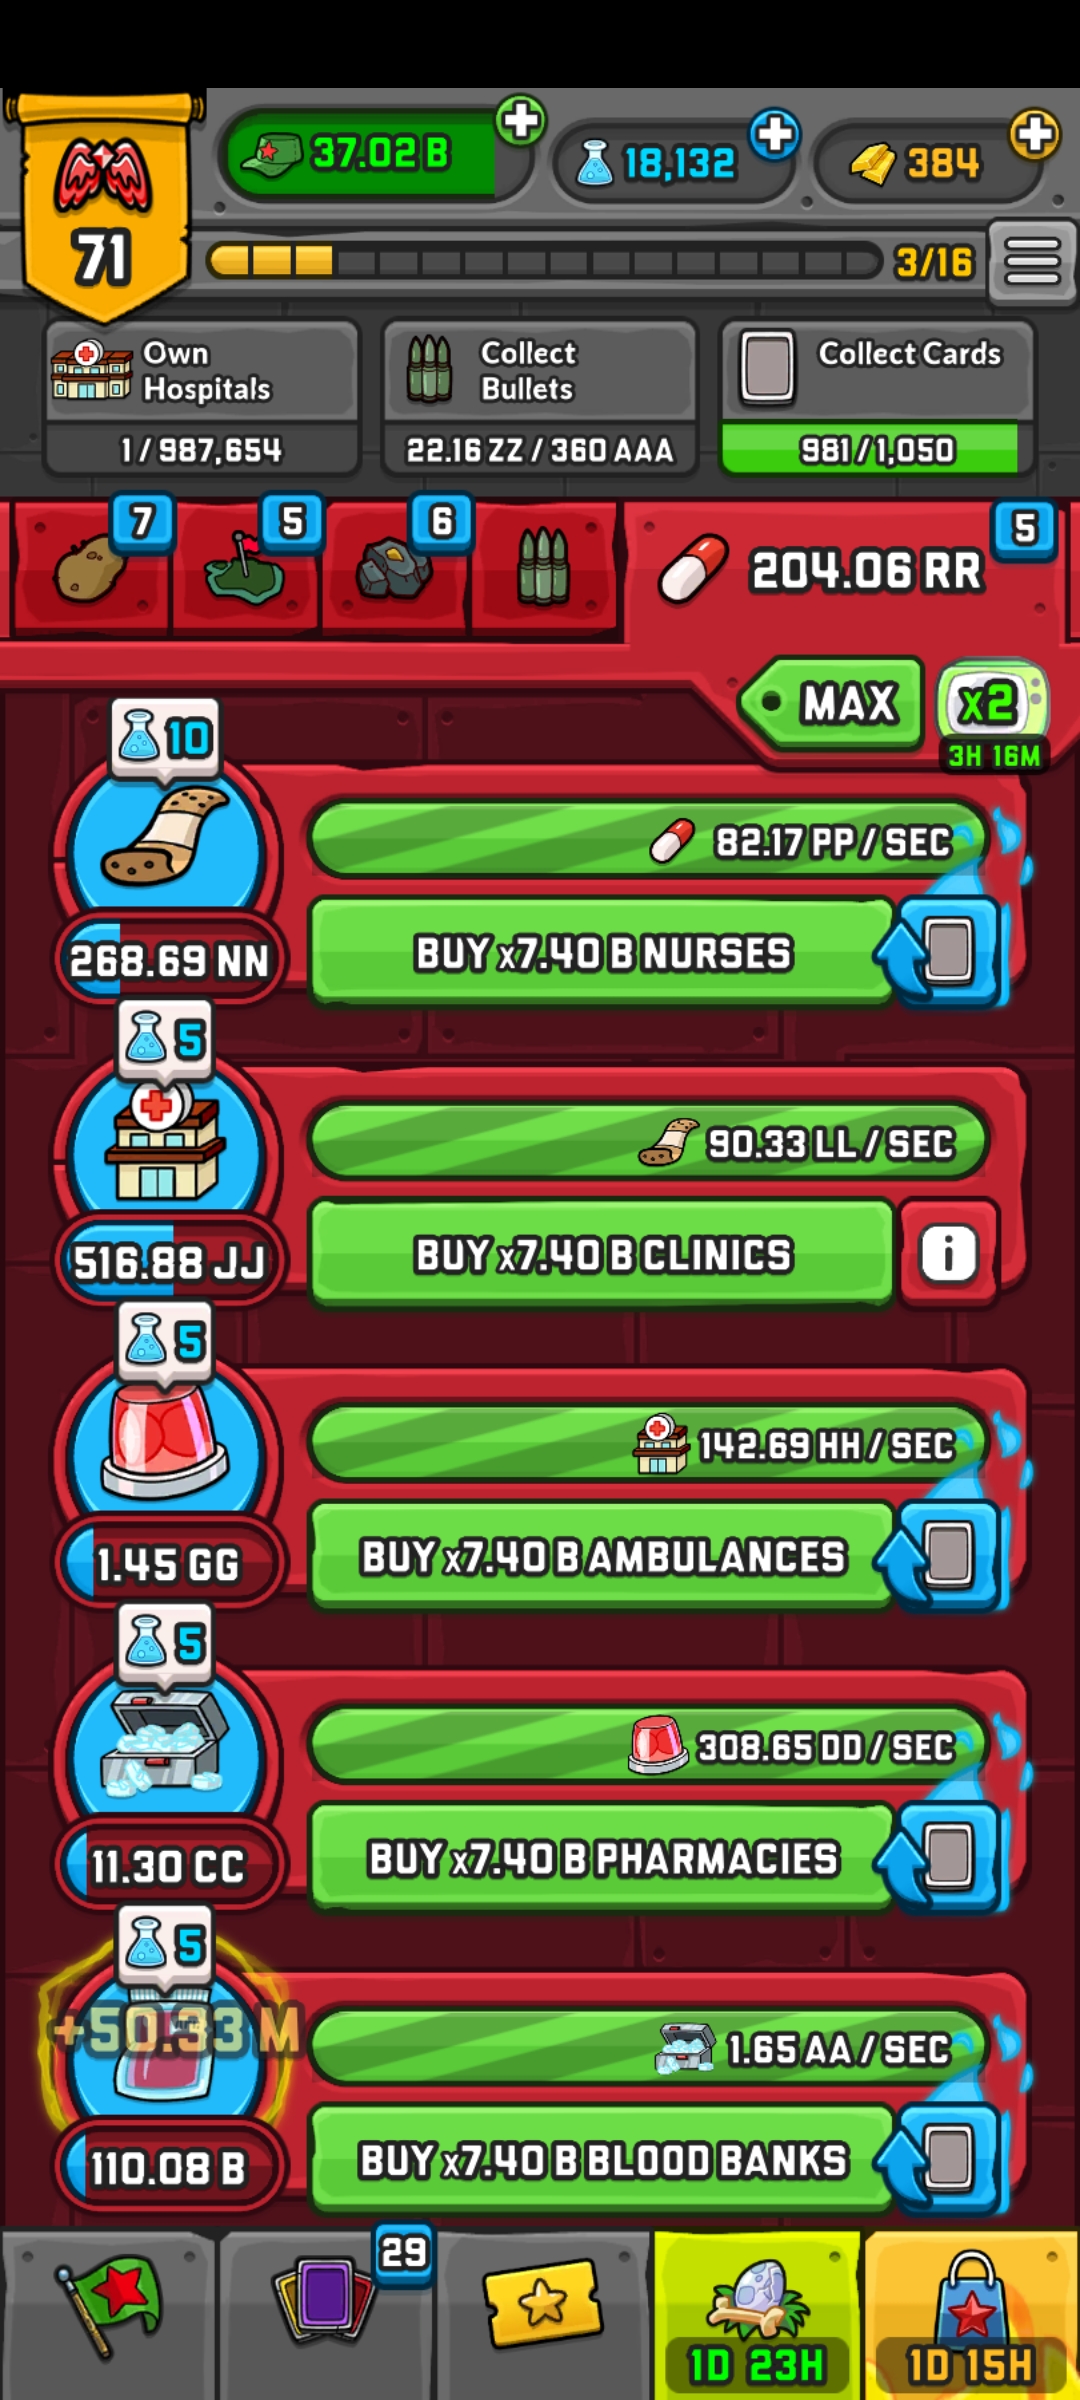 71
37.02 B
18,132
384
3/16
Own
Hospitals
1/987,654
Collect
Bullets
22.16 ZZ/360 AAA
Collect Cards
981/1,050
7
5
6
204.06 RR
5
MAX
x2
3H 16M
10
82.17 PP/SEC
268.69 NN
BUY x7.40 B NURSES
5
90.33 LL/SEC
516.88 JJ
BUY x7.40 B CLINICS
i
5
142.69 HH/SEC
1.45 GG
BUY x7.40 B AMBULANCES
5
308.65 DD/SEC
11.30 CC
BUY x7.40 B PHARMACIES
5
+50.33 M
1.65 AA/SEC
110.08 B
BUY x7.40 B BLOOD BANKS
29
1D 23H
1D 15H